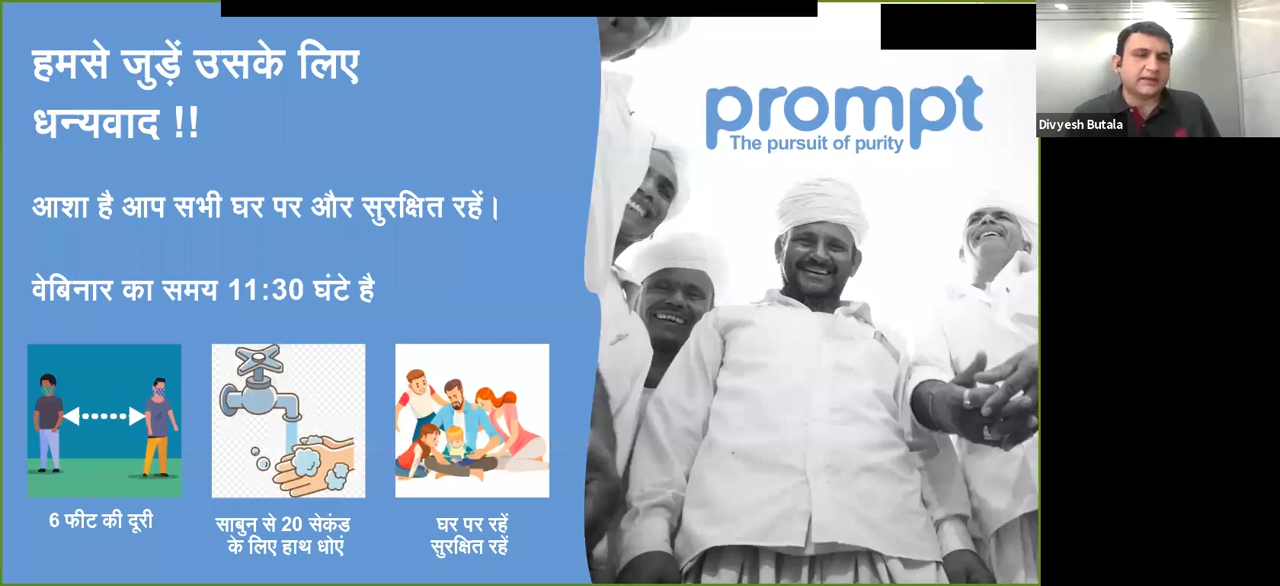 हमसे जुड़ें उसके लिए
धन्यवाद !!
आशा है आप सभी घर पर और सुरक्षित रहें।
वेबिनार का समय 11:30 घंटे है
6 फीट की दूरी
साबुन से 20 सेकंड
के लिए हाथ धोएं
घर पर रहें
सुरक्षित रहें
prompt
The pursuit of purity
Divyesh Butala